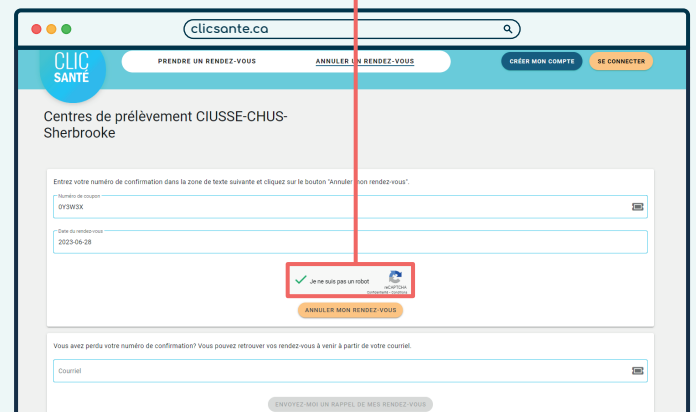 clicsante.ca
CLIC
SANTÉ
PRENDRE UN RENDEZ-VOUS
ANNULER UN RENDEZ-VOUS
CRÉER MON COMPTE
SE CONNECTER
Centres de prélèvement CIUSSE-CHUS-
Sherbrooke
Entrez votre numéro de confirmation dans la zone de texte suivante et cliquez sur le bouton "Annuler mon rendez-vous".
Numéro de coupon
0Y3W3X
Date du rendez-vous
2023-06-28
Je ne suis pas un robot
reCAPTCHA
Confidentialité - Conditions
ANNULER MON RENDEZ-VOUS
Vous avez perdu votre numéro de confirmation? Vous pouvez retrouver vos rendez-vous à venir à partir de votre courriel.
Courriel
ENVOYEZ-MOI UN RAPPEL DE MES RENDEZ-VOUS